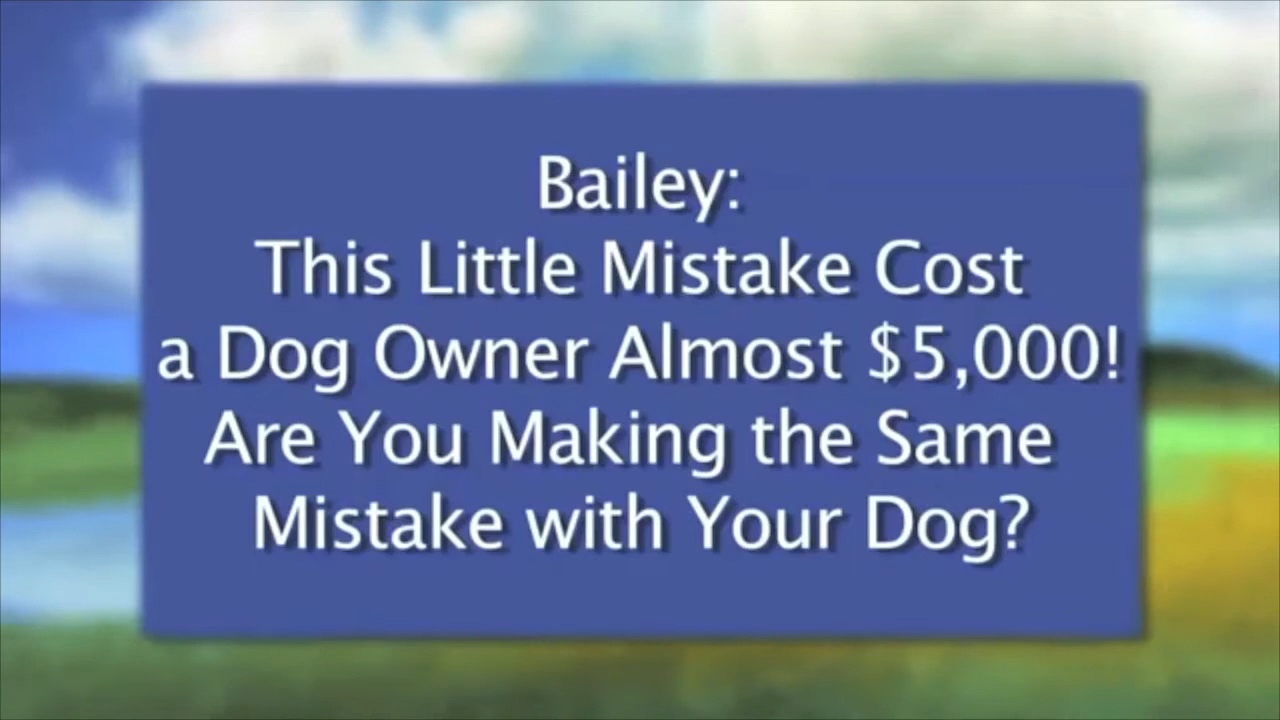 Bailey:
This Little Mistake Cost
a Dog Owner Almost $5,000!
Are You Making the Same
Mistake with Your Dog?